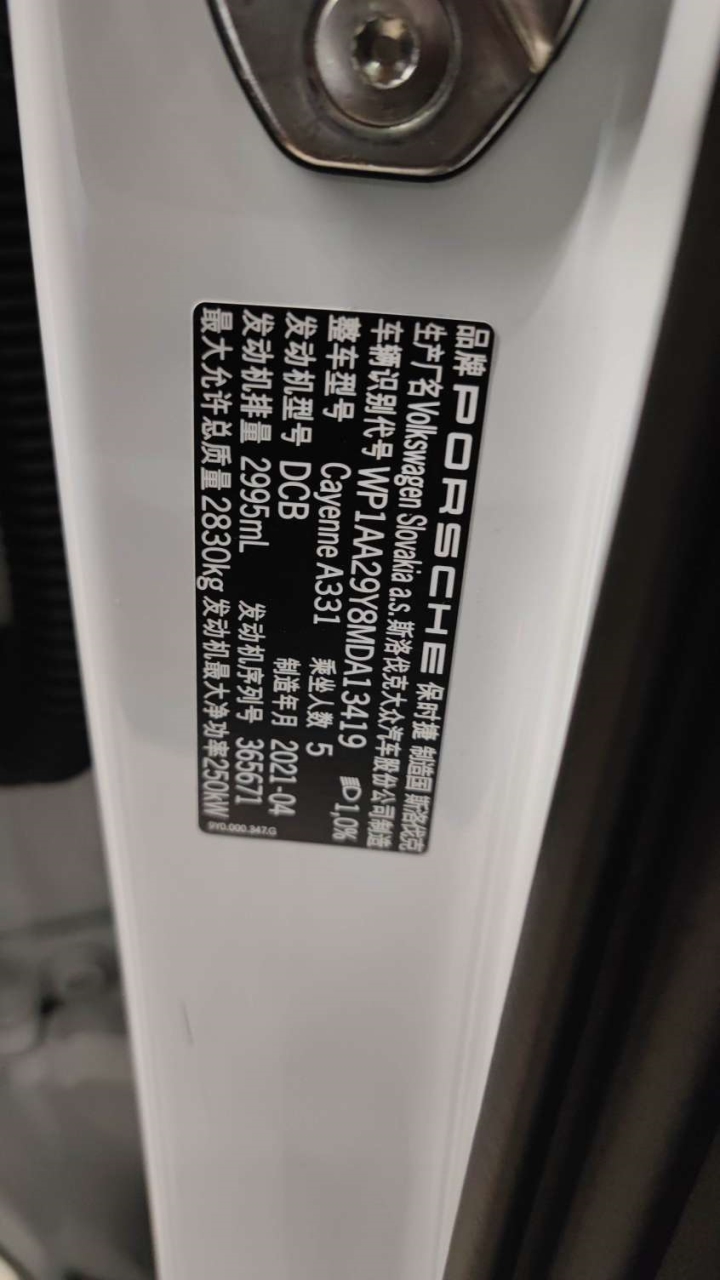 品牌 PORSCHE 保时捷 制造国 斯洛伐克
生产厂名 Volkswagen Slovakia a.s. 斯洛伐克大众汽车股份公司制造
车辆识别代号 WP1AA29Y8MDA13419 1,0%
整车型号 Cayenne A331 乘坐人数 5
发动机型号 DCB 制造年月 2021-04
发动机排量 2995mL 发动机序列号 365671
最大允许总质量 2830kg 发动机最大净功率 250kW
9Y0.000.347.G